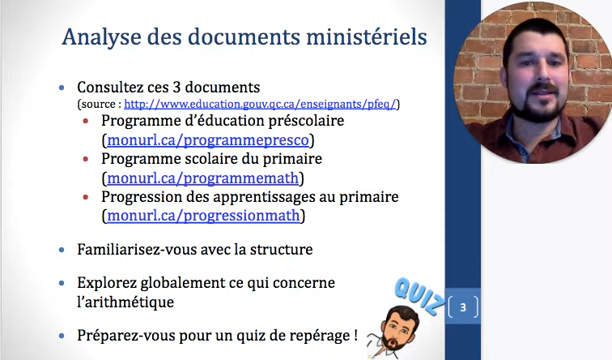 Analyse des documents ministériels
• Consultez ces 3 documents
(source : http://www.education.gouv.qc.ca/enseignants/pfeq/)
• Programme d'éducation préscolaire
(monurl.ca/programmepresco)
• Programme scolaire du primaire
(monurl.ca/programmemath)
• Progression des apprentissages au primaire
(monurl.ca/progressionmath)
• Familiarisez-vous avec la structure
• Explorez globalement ce qui concerne
l'arithmétique
• Préparez-vous pour un quiz de repérage !
QUIZ
3